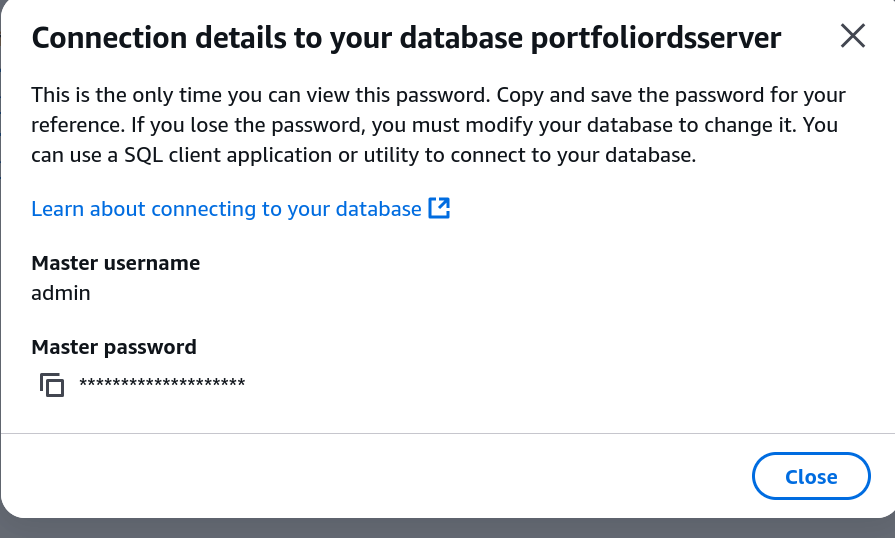 Connection details to your database portfoliordsserver
This is the only time you can view this password. Copy and save the password for your
reference. If you lose the password, you must modify your database to change it. You
can use a SQL client application or utility to connect to your database.
Learn about connecting to your database
Master username
admin
Master password
********************
Close